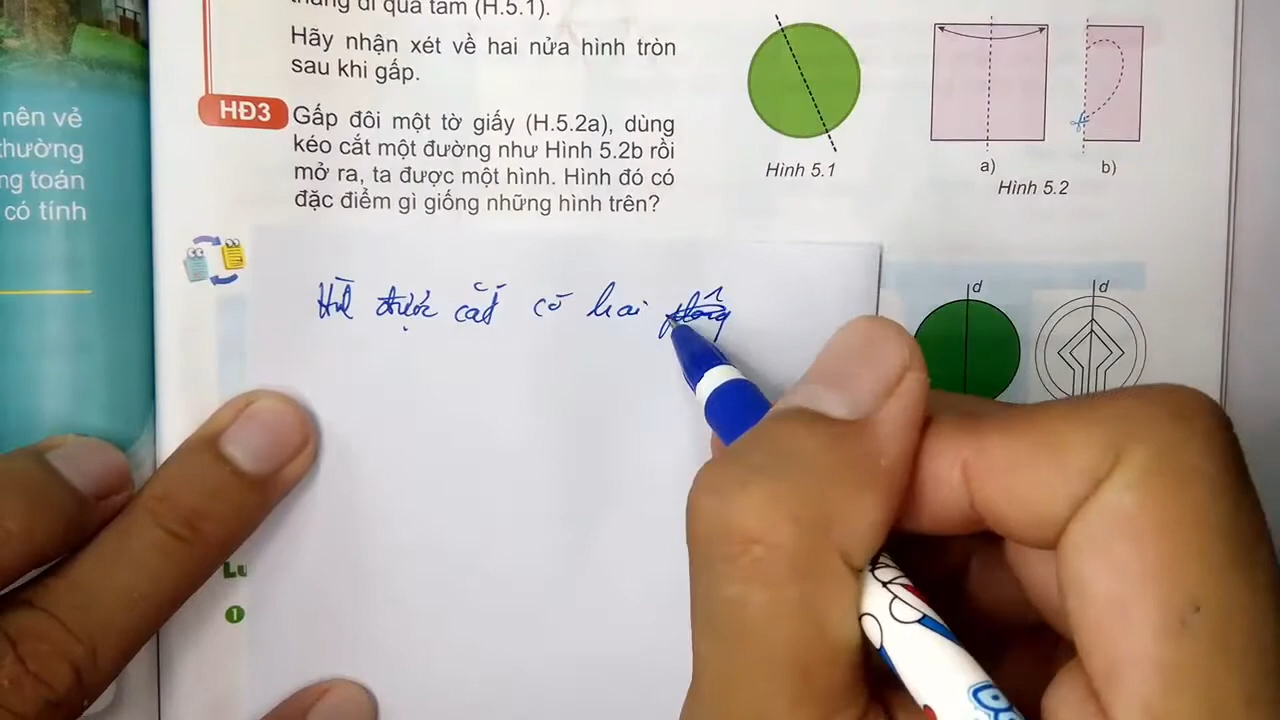 thẳng đi qua tâm (H.5.1).
Hãy nhận xét về hai nửa hình tròn
sau khi gấp.
HĐ3 Gấp đôi một tờ giấy (H.5.2a), dùng
kéo cắt một đường như Hình 5.2b rồi
mở ra, ta được một hình. Hình đó có
đặc điểm gì giống những hình trên?
Hình 5.1
a)
b)
Hình 5.2
nên vẻ
thường
ng toán
có tính
được cắt có hai
d
d
1